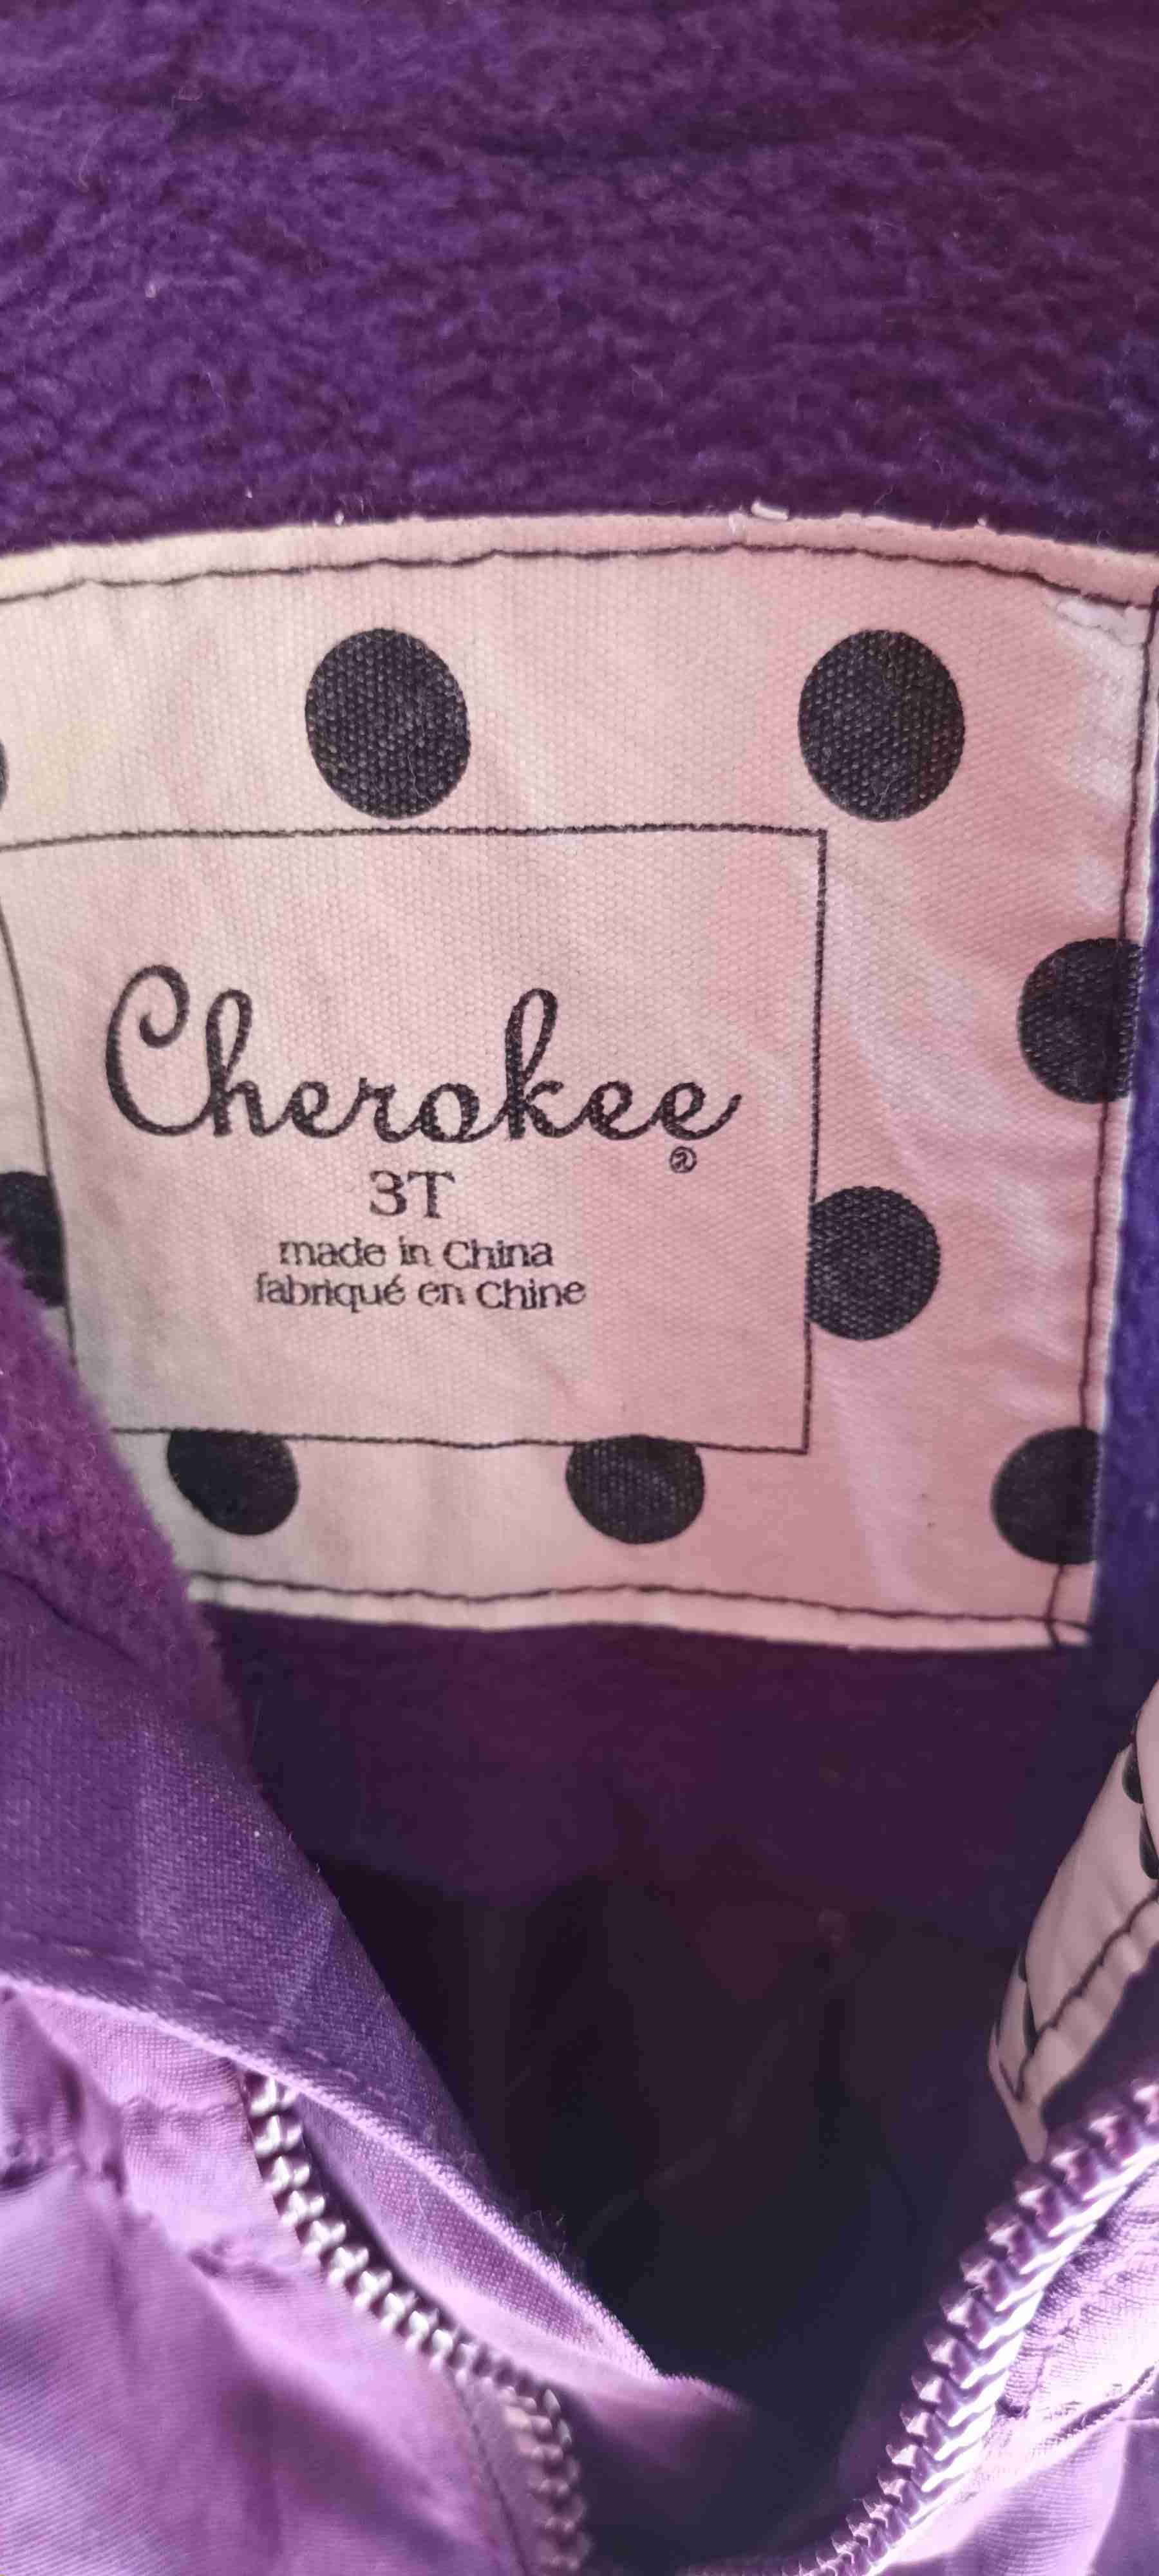 Cherokee®
3T
made in China
fabriqué en Chine